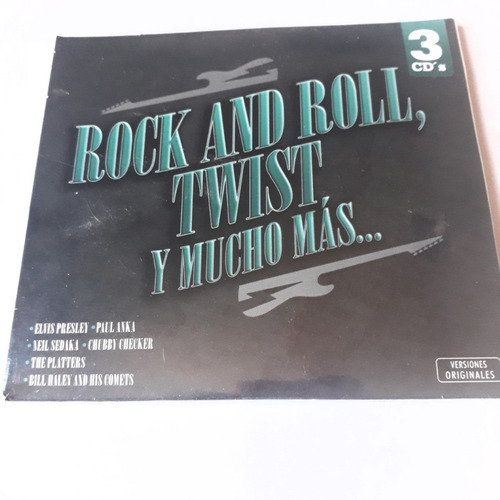 3
CD's
ROCK AND ROLL,
TWIST
Y MUCHO MÁS...
• ELVIS PRESLEY • PAUL ANKA
• NEIL SEDAKA • CHUBBY CHECKER
• THE PLATTERS
• BILL HALEY AND HIS COMETS
VERSIONES
ORIGINALES